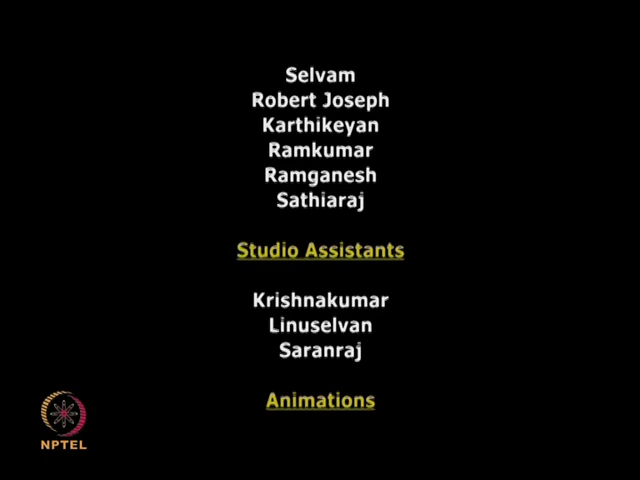 Selvam
Robert Joseph
Karthikeyan
Ramkumar
Ramganesh
Sathiaraj
Studio Assistants
Krishnakumar
Linuselvan
Saranraj
Animations
NPTEL